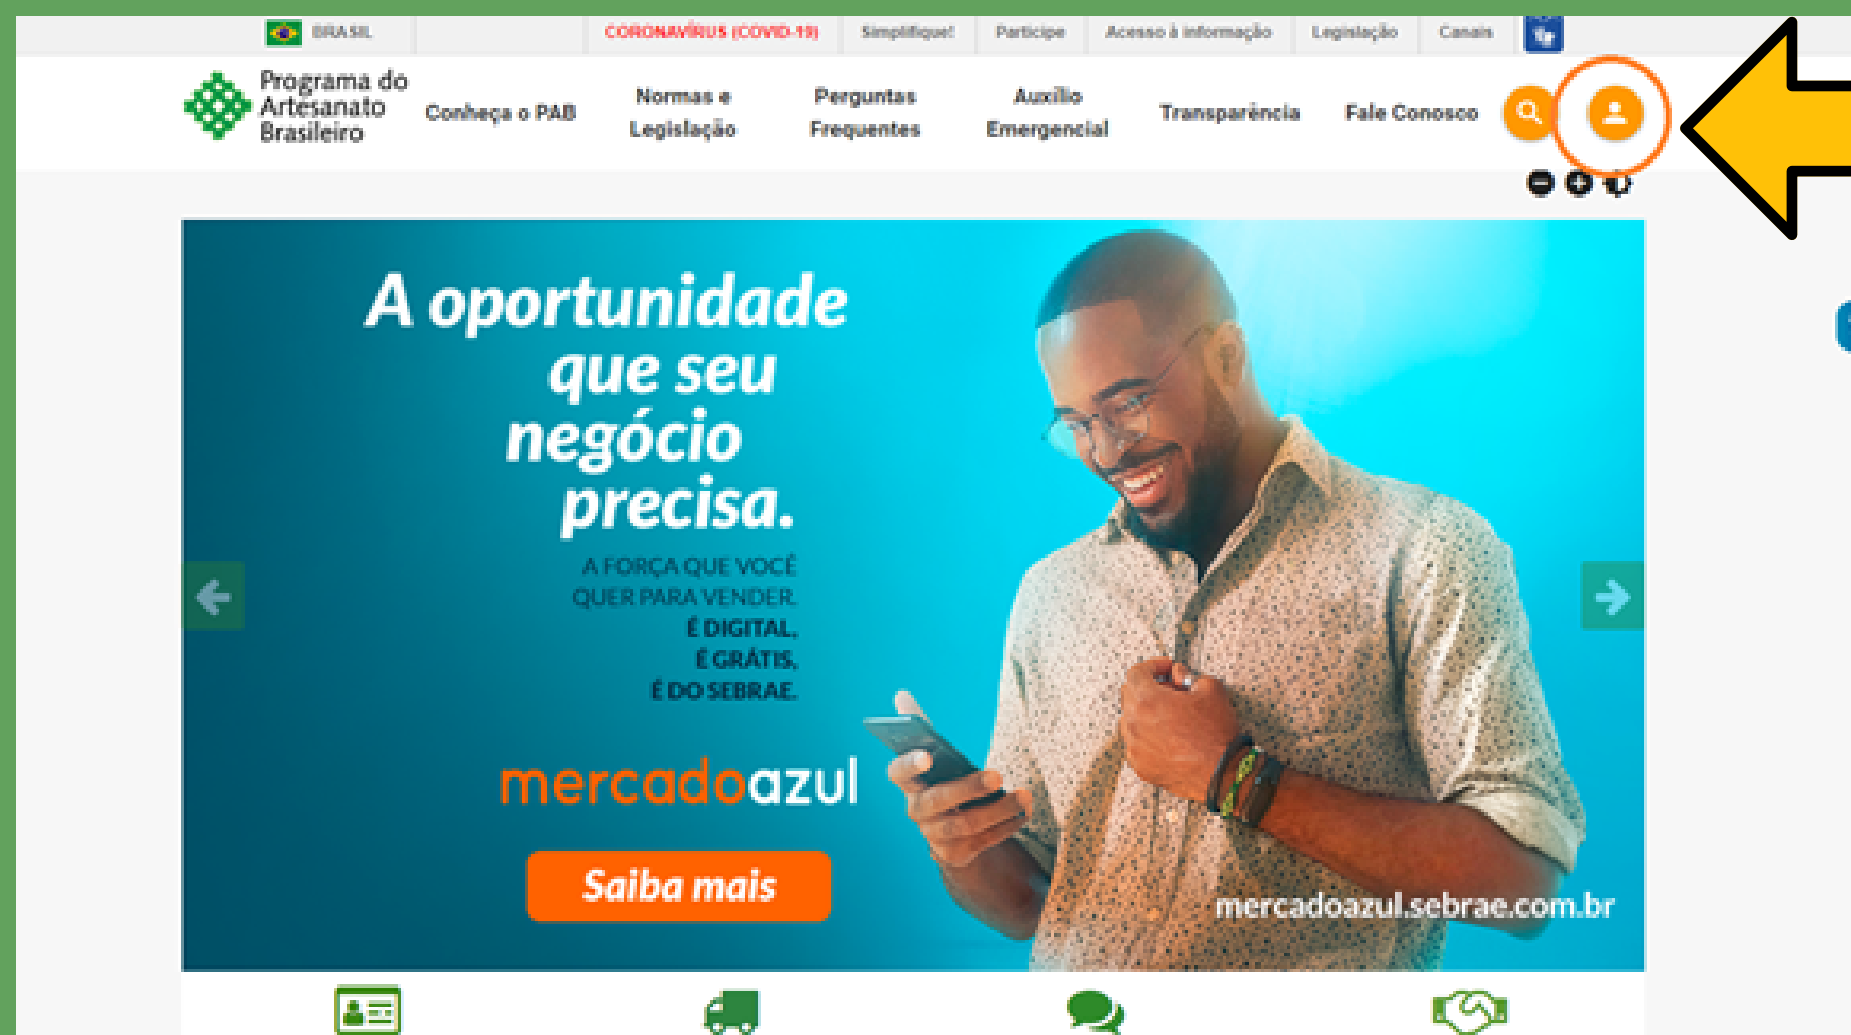 BRASIL
CORONAVÍRUS (COVID-19)
Simplifique!
Participe
Acesso à informação
Legislação
Canais
Programa do
Artesanato
Brasileiro
Conheça o PAB
Normas e
Legislação
Perguntas
Frequentes
Auxílio
Emergencial
Transparência
Fale Conosco
A oportunidade
que seu
negócio
precisa.
A FORÇA QUE VOCÊ
QUER PARA VENDER.
É DIGITAL,
É GRÁTIS,
É DO SEBRAE.
mercadoazul
Saiba mais
mercadoazul.sebrae.com.br